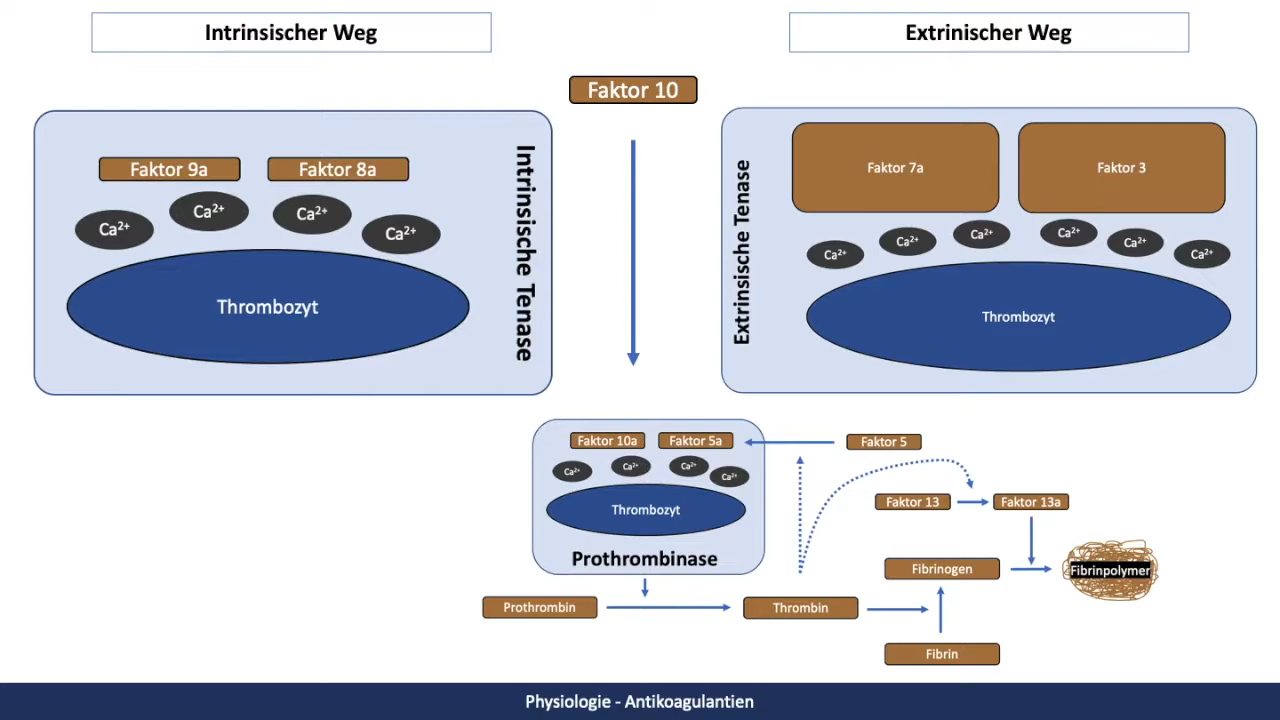 Intrinsischer Weg
Extrinischer Weg
Faktor 10
Faktor 9a
Faktor 8a
Ca²⁺
Ca²⁺
Ca²⁺
Ca²⁺
Thrombozyt
Intrinsische Tenase
Extrinsische Tenase
Faktor 7a
Faktor 3
Ca²⁺
Ca²⁺
Ca²⁺
Ca²⁺
Ca²⁺
Ca²⁺
Thrombozyt
Faktor 10a
Faktor 5a
Faktor 5
Ca²⁺
Ca²⁺
Ca²⁺
Ca²⁺
Thrombozyt
Prothrombinase
Faktor 13
Faktor 13a
Fibrinogen
Fibrinpolymer
Prothrombin
Thrombin
Fibrin
Physiologie - Antikoagulantien